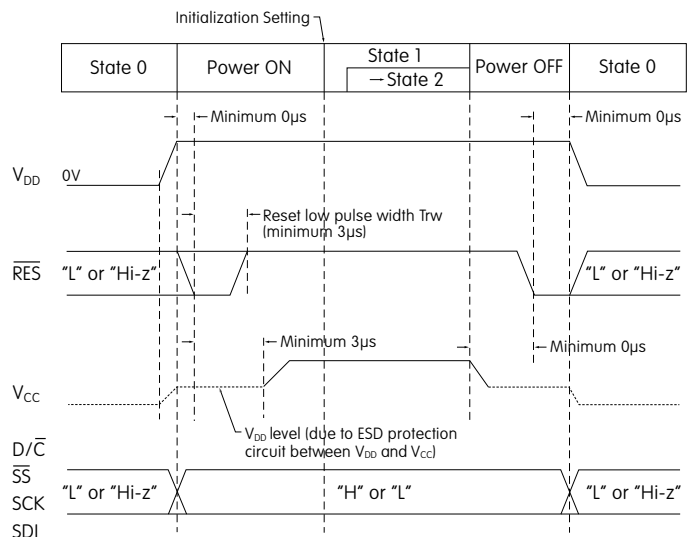 Initialization Setting
State 0
Power ON
State 1
→State 2
Power OFF
State 0
Minimum 0μs
Minimum 0μs
VDD
0V
Reset low pulse width Trw
(minimum 3μs)
RES
"L" or "Hi-z"
"L" or "Hi-z"
Minimum 3μs
Minimum 0μs
VCC
VDD level (due to ESD protection
circuit between VDD and VCC)
D/C
SS
SCK
SDI
"L" or "Hi-z"
"H" or "L"
"L" or "Hi-z"